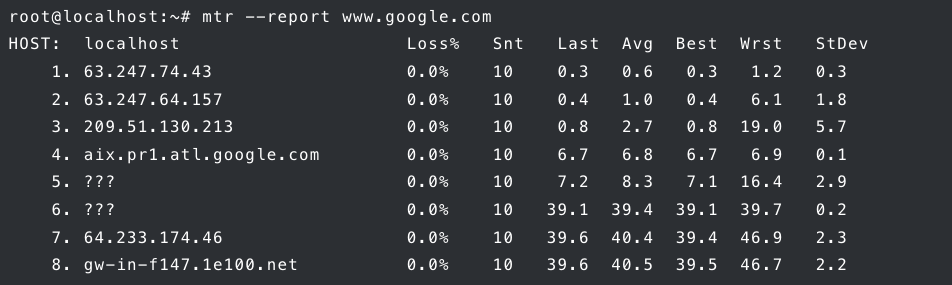 root@localhost:~# mtr --report www.google.com
HOST:  localhost                     Loss%   Snt   Last  Avg  Best  Wrst   StDev
    1. 63.247.74.43                  0.0%    10    0.3   0.6   0.3   1.2   0.3
    2. 63.247.64.157                 0.0%    10    0.4   1.0   0.4   6.1   1.8
    3. 209.51.130.213                0.0%    10    0.8   2.7   0.8  19.0   5.7
    4. aix.pr1.atl.google.com        0.0%    10    6.7   6.8   6.7   6.9   0.1
    5. ???                           0.0%    10    7.2   8.3   7.1  16.4   2.9
    6. ???                           0.0%    10   39.1  39.4  39.1  39.7   0.2
    7. 64.233.174.46                 0.0%    10   39.6  40.4  39.4  46.9   2.3
    8. gw-in-f147.1e100.net          0.0%    10   39.6  40.5  39.5  46.7   2.2